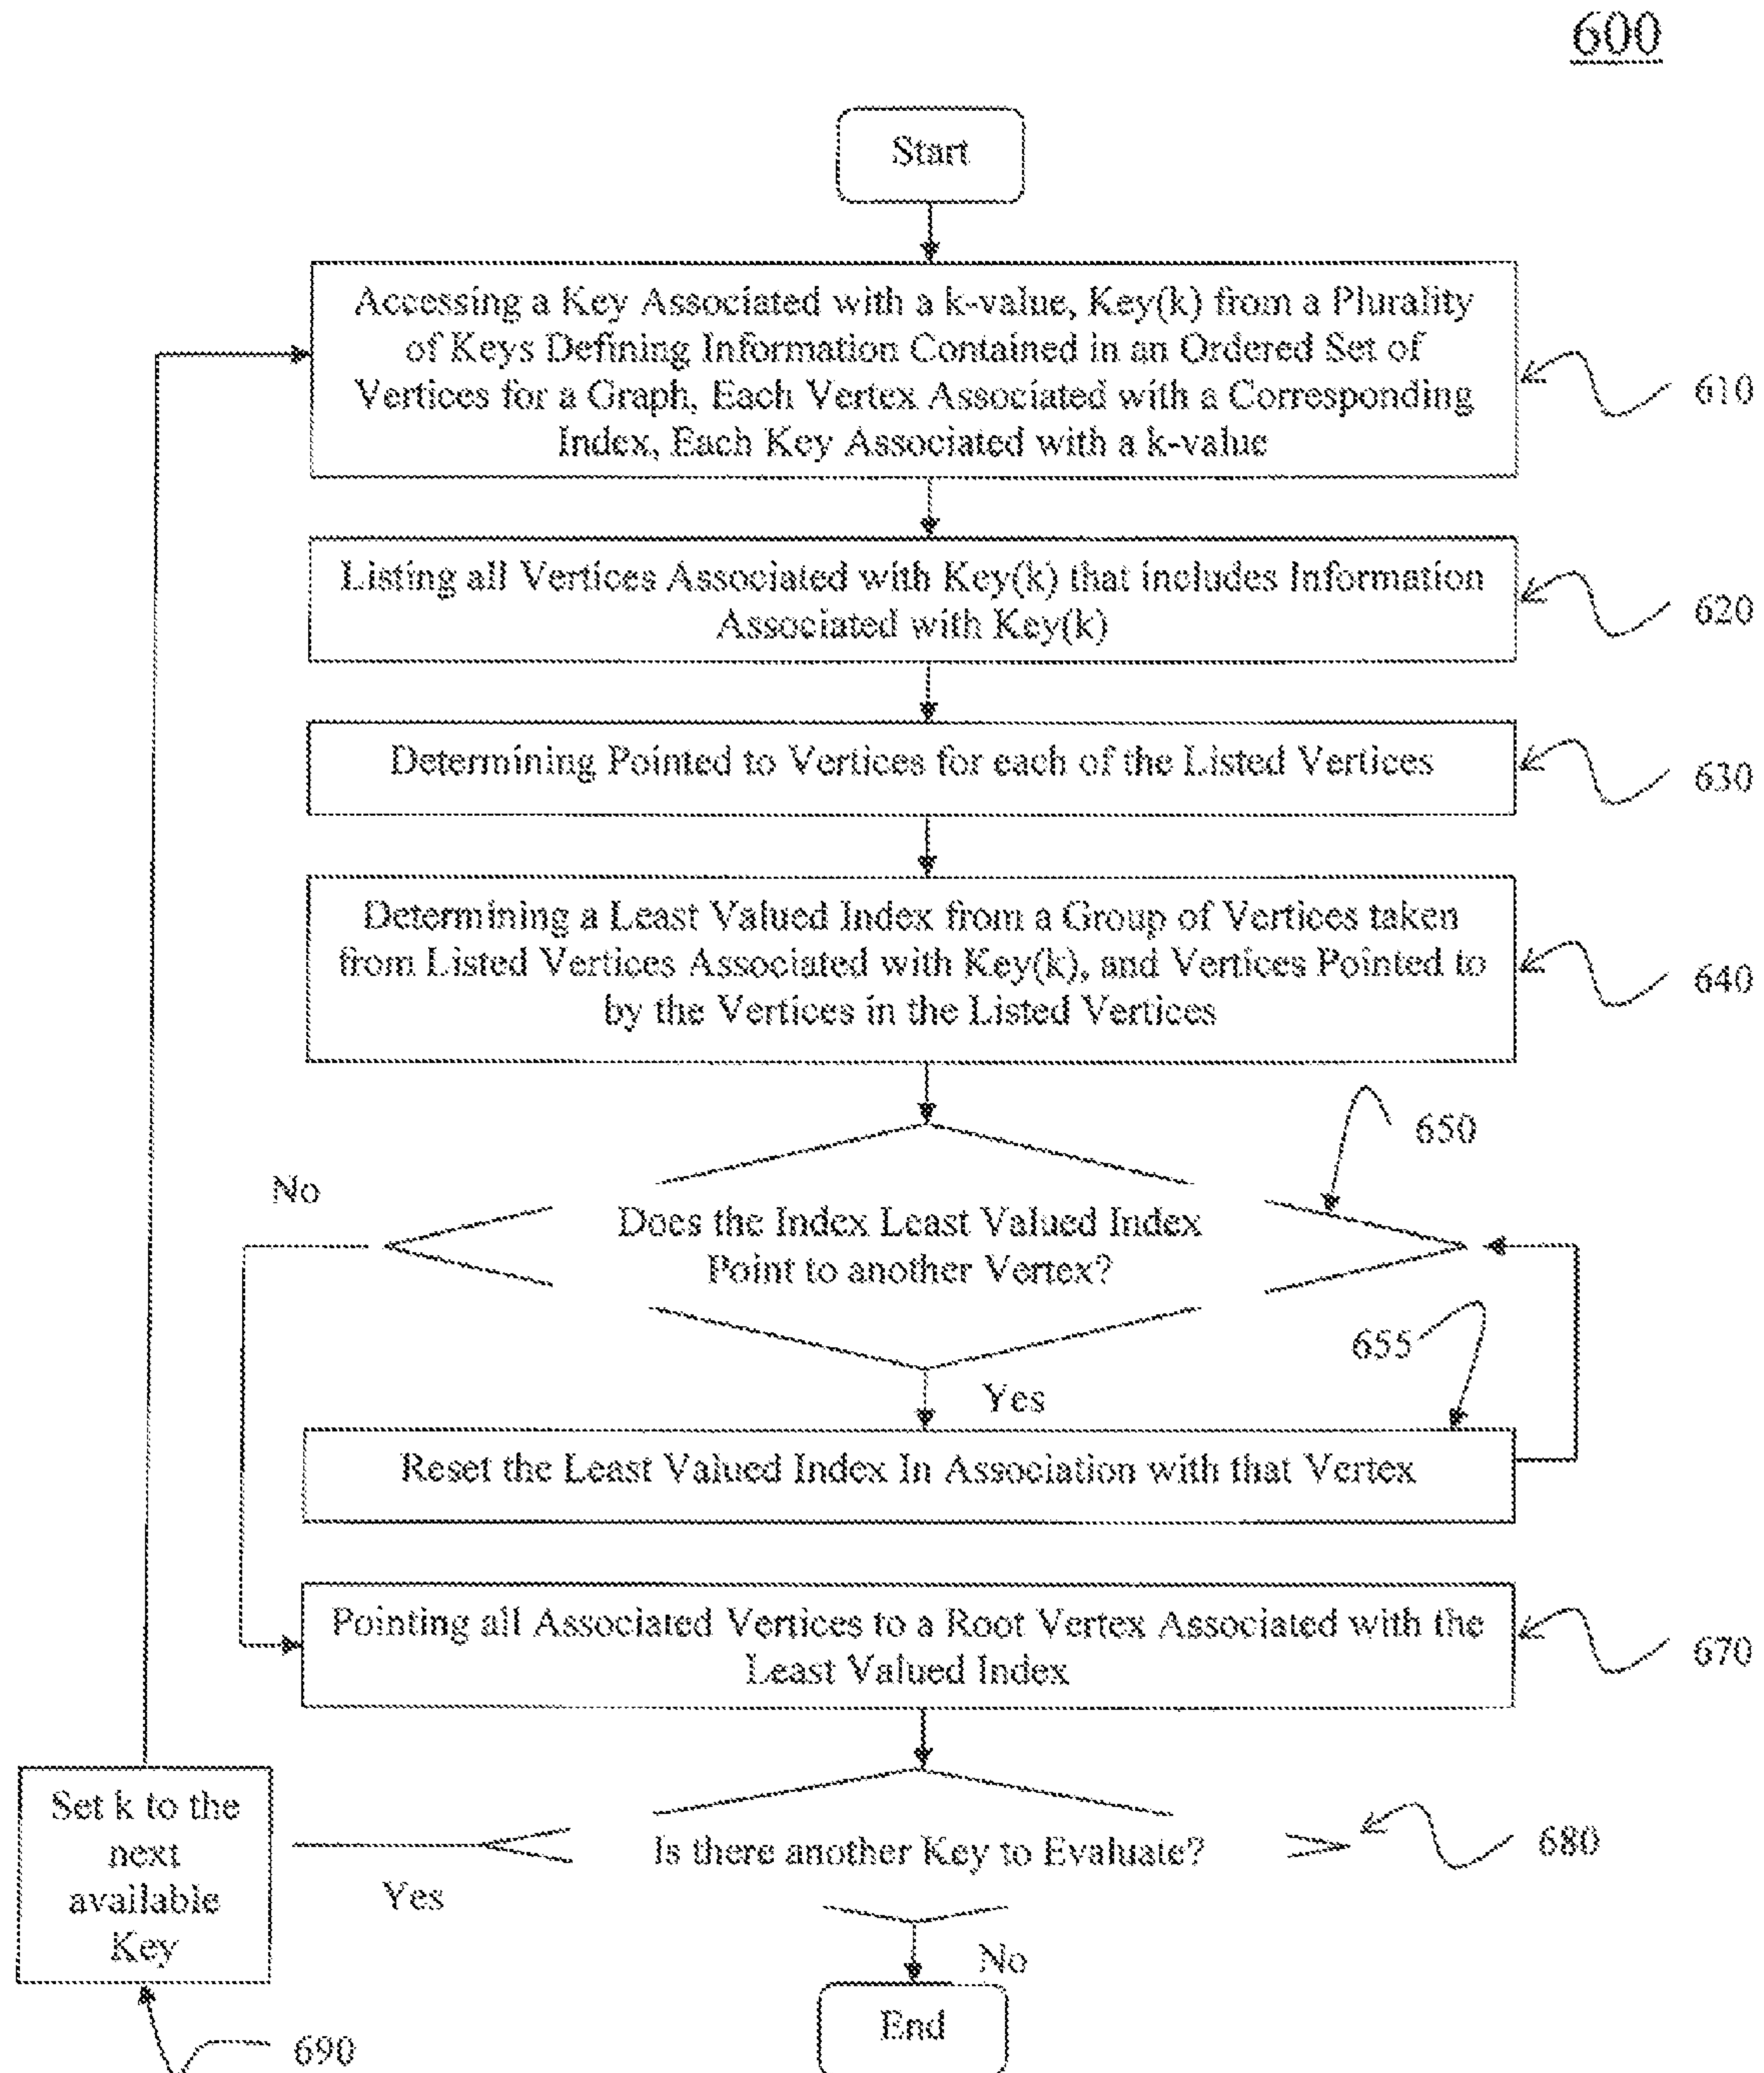 600
Start
Accessing a Key Associated with a k-value, Key(k) from a Plurality
of Keys Defining Information Contained in an Ordered Set of
Vertices for a Graph, Each Vertex Associated with a Corresponding
Index, Each Key Associated with a k-value
610
Listing all Vertices Associated with Key(k) that includes Information
Associated with Key(k)
620
Determining Pointed to Vertices for each of the Listed Vertices
630
Determining a Least Valued Index from a Group of Vertices taken
from Listed Vertices Associated with Key(k), and Vertices Pointed to
by the Vertices in the Listed Vertices
640
650
No
Does the Index Least Valued Index
Point to another Vertex?
655
Yes
Reset the Least Valued Index In Association with that Vertex
Pointing all Associated Vertices to a Root Vertex Associated with the
Least Valued Index
670
Set k to the
next
available
Key
Is there another Key to Evaluate?
680
Yes
No
End
690